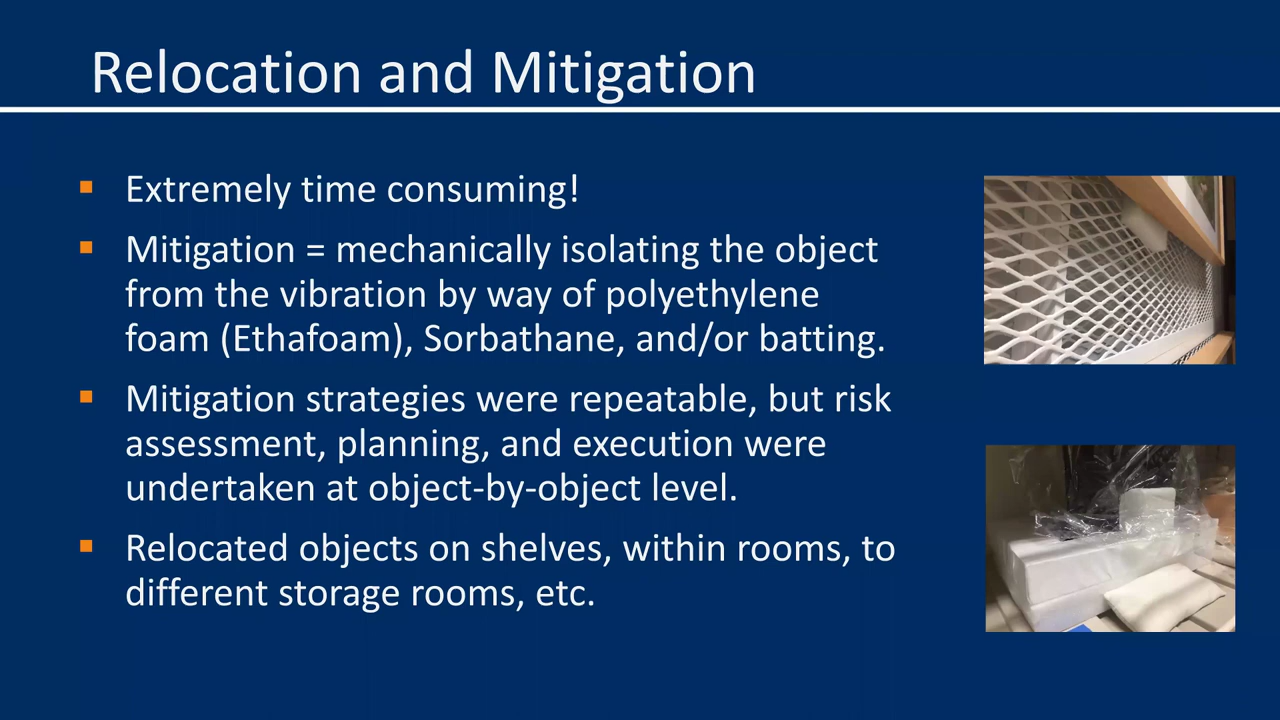 Relocation and Mitigation
Extremely time consuming!
Mitigation = mechanically isolating the object
from the vibration by way of polyethylene
foam (Ethafoam), Sorbathane, and/or batting.
Mitigation strategies were repeatable, but risk
assessment, planning, and execution were
undertaken at object-by-object level.
Relocated objects on shelves, within rooms, to
different storage rooms, etc.